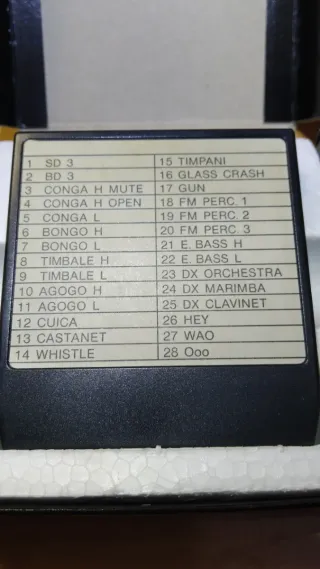 1 SD 3
2 BD 3
3 CONGA H MUTE
4 CONGA H OPEN
5 CONGA L
6 BONGO H
7 BONGO L
8 TIMBALE H
9 TIMBALE L
10 AGOGO H
11 AGOGO L
12 CUICA
13 CASTANET
14 WHISTLE
15 TIMPANI
16 GLASS CRASH
17 GUN
18 FM PERC. 1
19 FM PERC. 2
20 FM PERC. 3
21 E. BASS H
22 E. BASS L
23 DX ORCHESTRA
24 DX MARIMBA
25 DX CLAVINET
26 HEY
27 WAO
28 Ooo